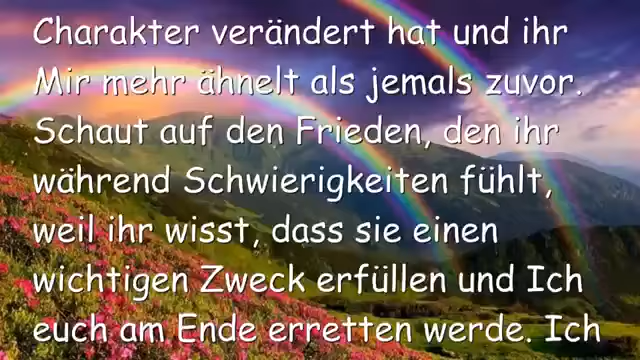 Charakter verändert hat und ihr
Mir mehr ähnelt als jemals zuvor.
Schaut auf den Frieden, den ihr
während Schwierigkeiten fühlt,
weil ihr wisst, dass sie einen
wichtigen Zweck erfüllen und Ich
euch am Ende erretten werde. Ich